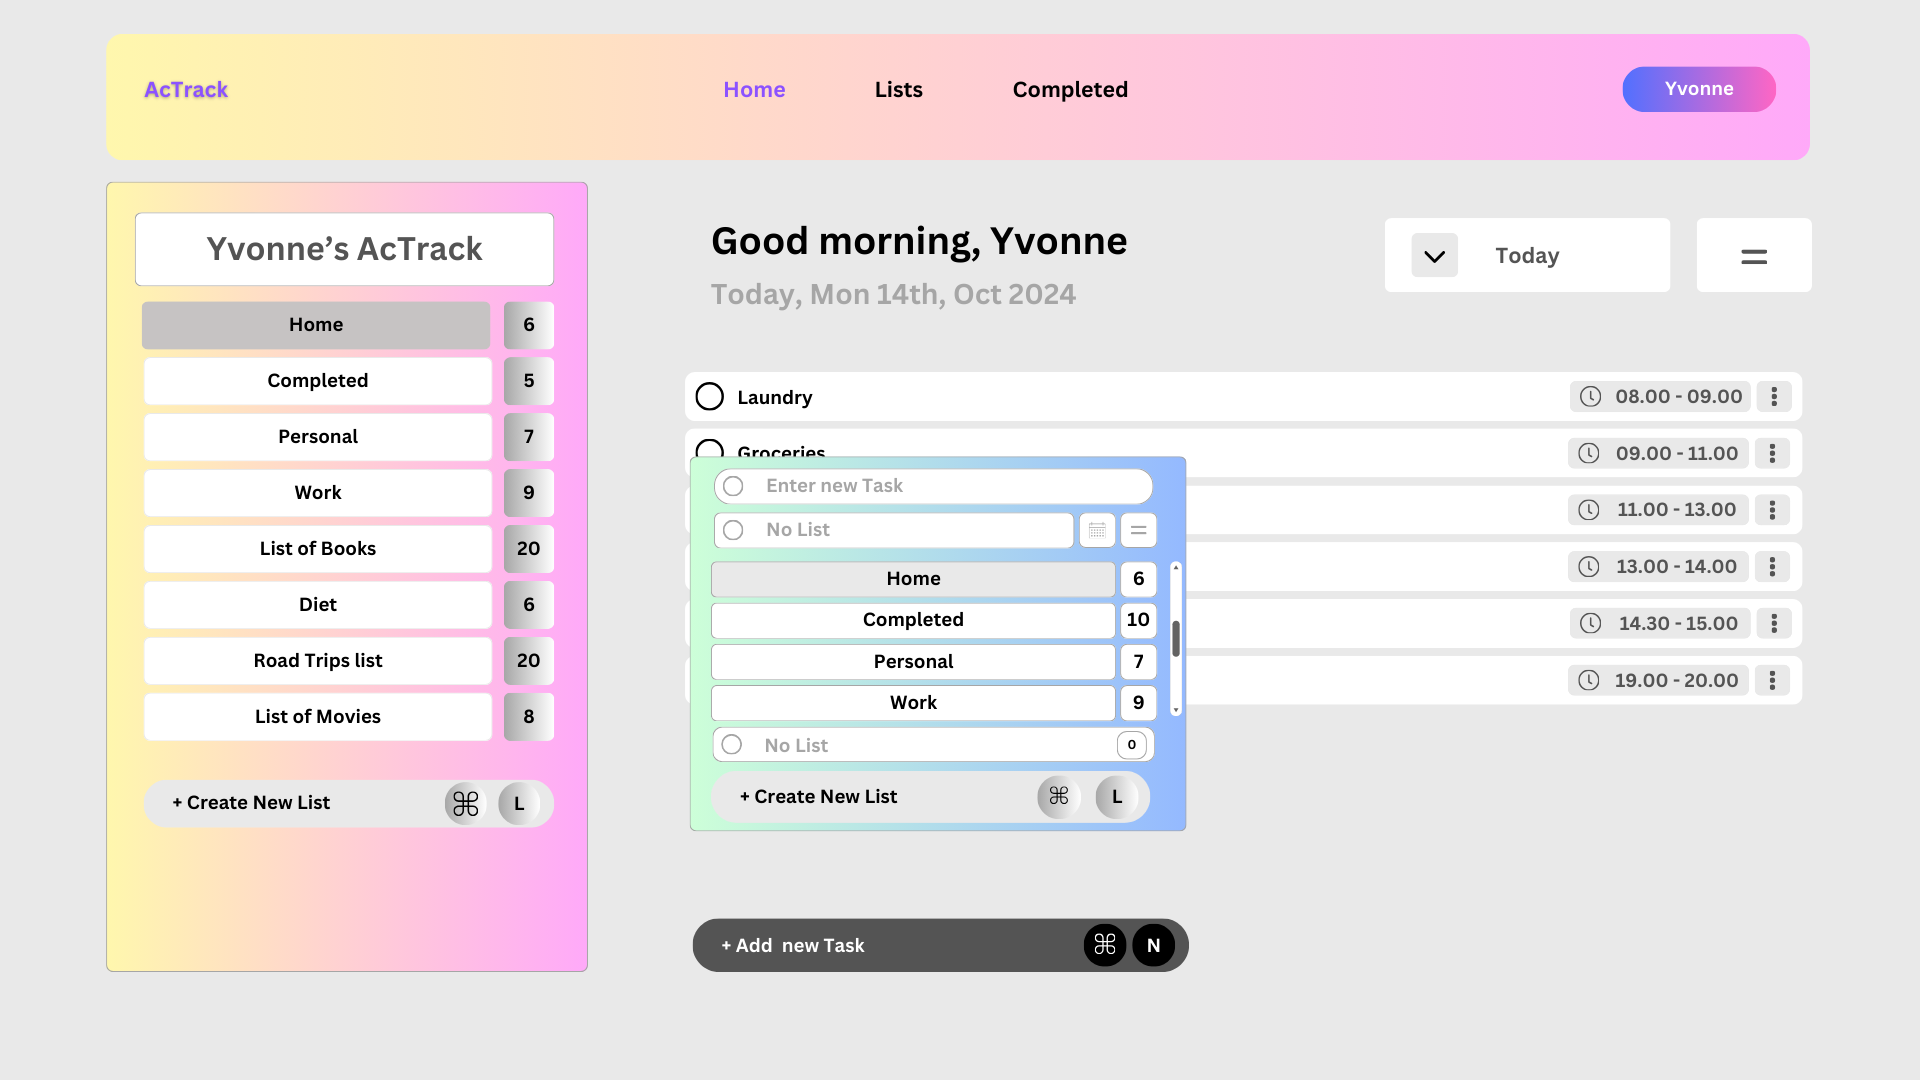 AcTrack
Home
Lists
Completed
Yvonne
Yvonne’s AcTrack
Home 6
Completed 5
Personal 7
Work 9
List of Books 20
Diet 6
Road Trips list 20
List of Movies 8
+ Create New List ⌘ L
Good morning, Yvonne
Today, Mon 14th, Oct 2024
Today
Laundry 08.00 - 09.00
Groceries 09.00 - 11.00
11.00 - 13.00
13.00 - 14.00
14.30 - 15.00
19.00 - 20.00
Enter new Task
No List
Home 6
Completed 10
Personal 7
Work 9
No List 0
+ Create New List ⌘ L
+ Add  new Task ⌘ N